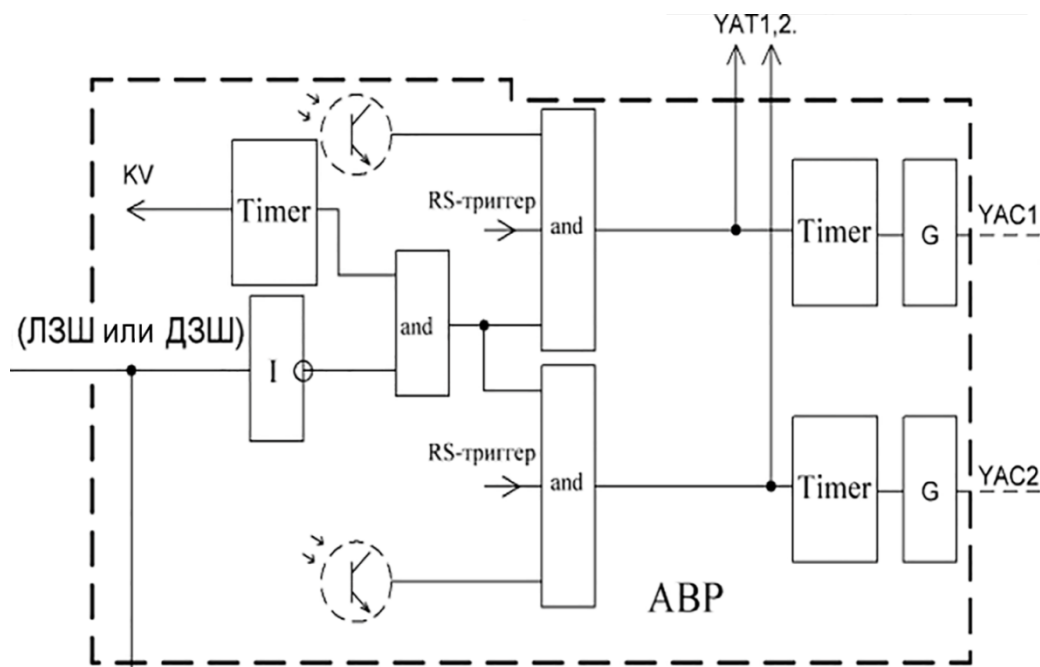 YAT1,2.
KV
Timer
RS-триггер
and
Timer
G
YAC1
(ЛЗШ или ДЗШ)
and
I
RS-триггер
and
Timer
G
YAC2
АВР